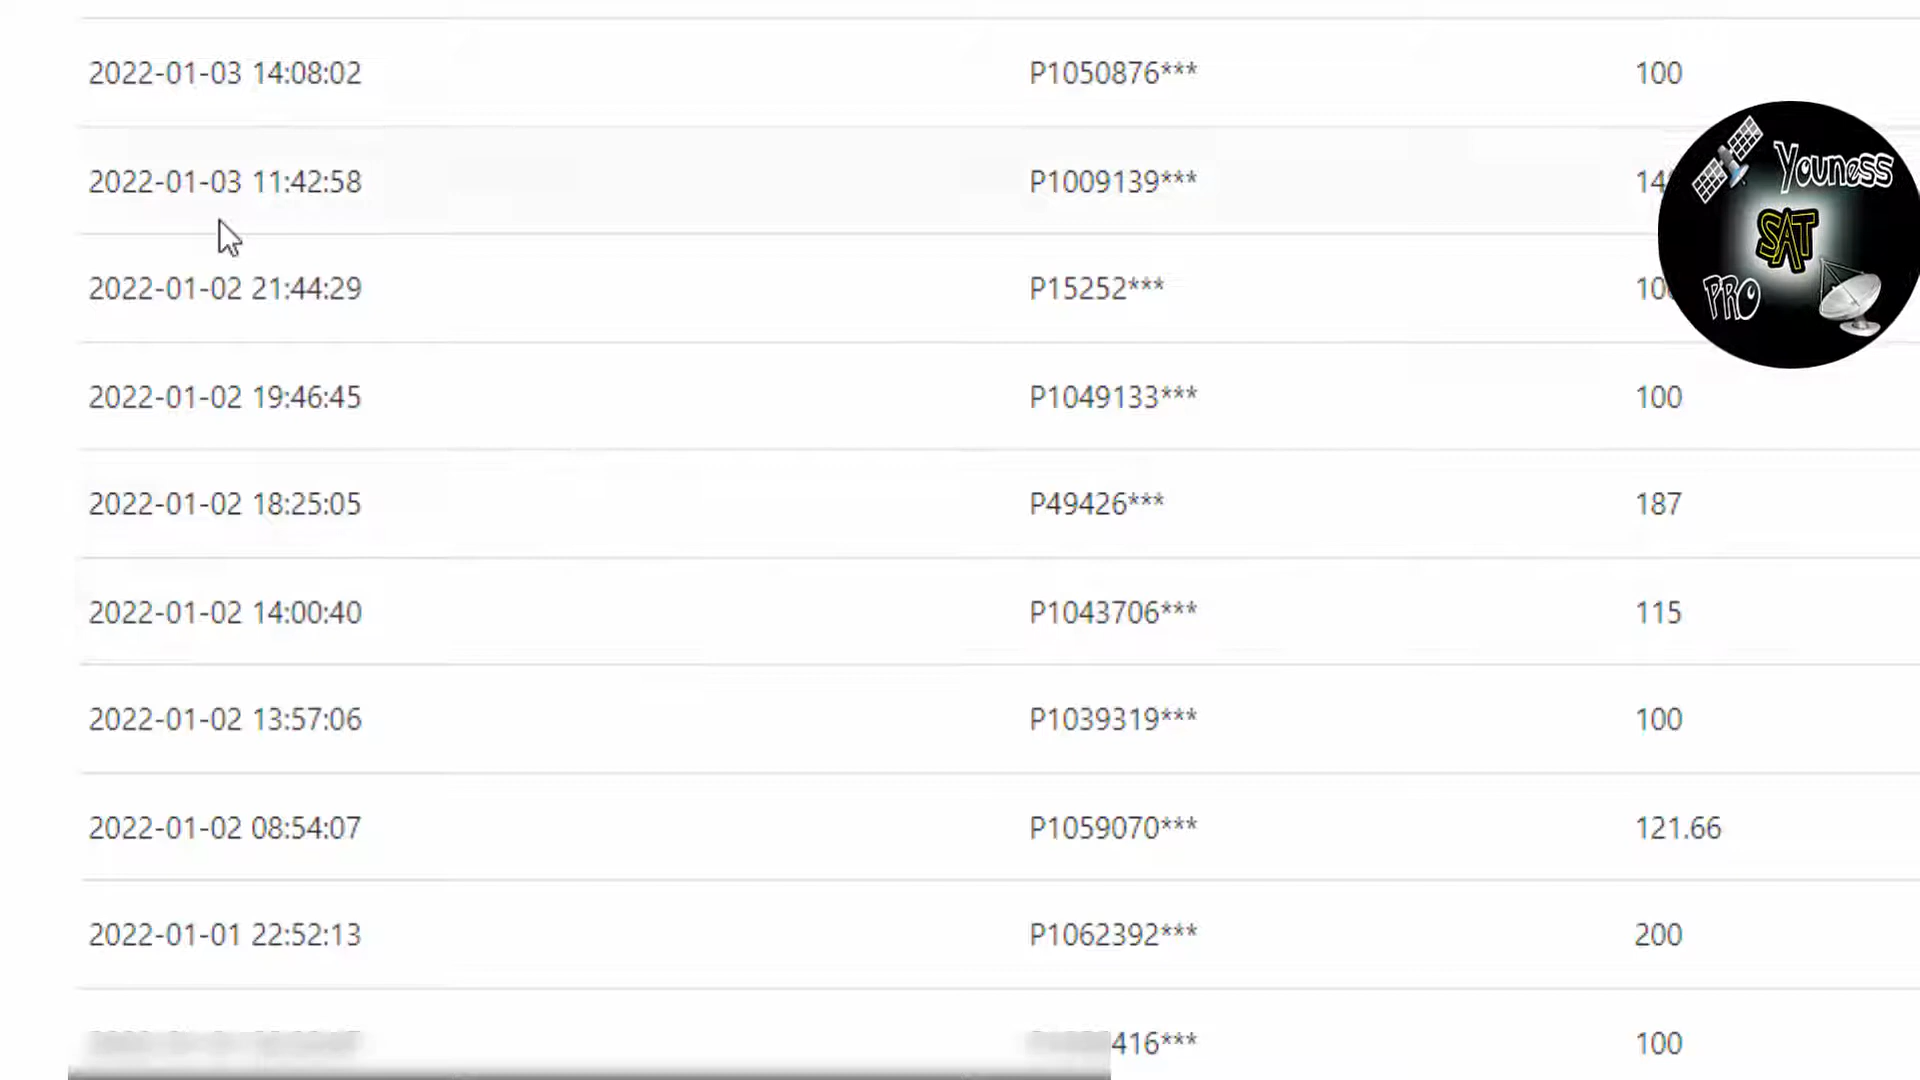 2022-01-03 14:08:02 P1050876*** 100
2022-01-03 11:42:58 P1009139***
Youness
SAT
PRO
2022-01-02 21:44:29 P15252***
2022-01-02 19:46:45 P1049133*** 100
2022-01-02 18:25:05 P49426*** 187
2022-01-02 14:00:40 P1043706*** 115
2022-01-02 13:57:06 P1039319*** 100
2022-01-02 08:54:07 P1059070*** 121.66
2022-01-01 22:52:13 P1062392*** 200
416*** 100